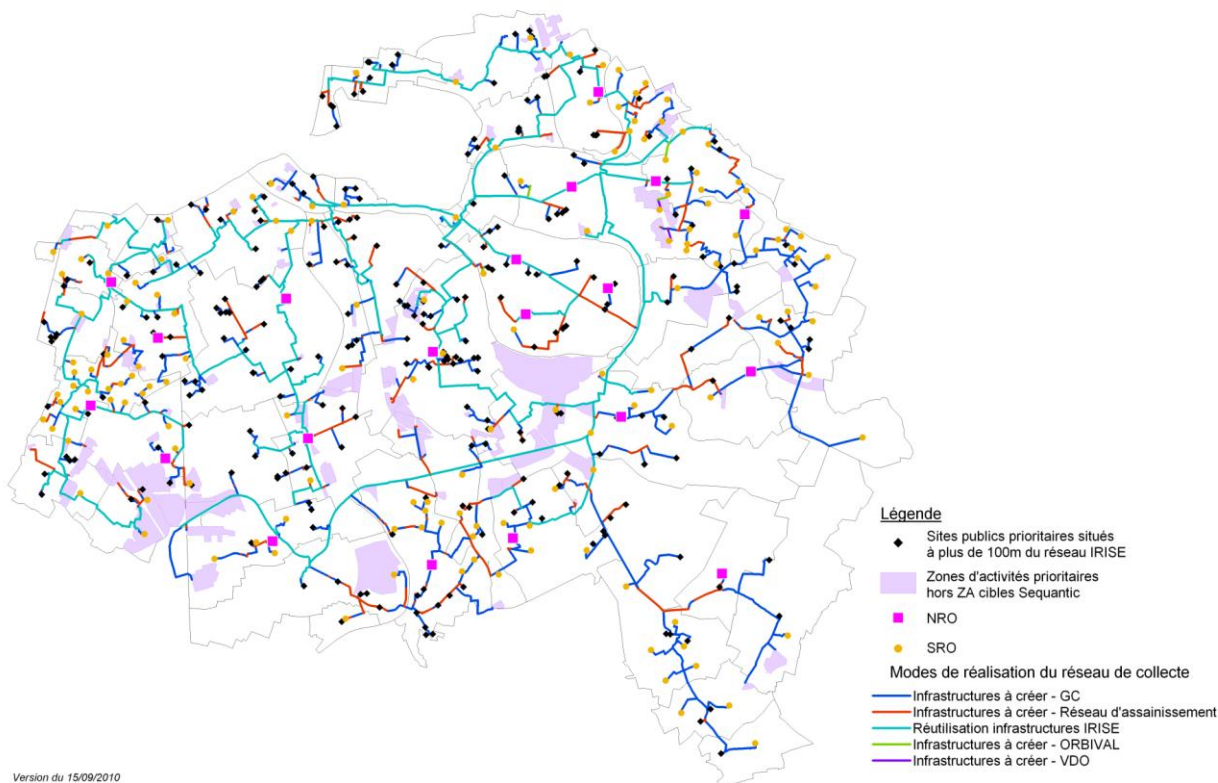 Légende
Sites publics prioritaires situés
à plus de 100m du réseau IRISE
Zones d'activités prioritaires
hors ZA cibles Sequantic
NRO
SRO
Modes de réalisation du réseau de collecte
Infrastructures à créer - GC
Infrastructures à créer - Réseau d'assainissement
Réutilisation infrastructures IRISE
Infrastructures à créer - ORBIVAL
Infrastructures à créer - VDO
Version du 15/09/2010